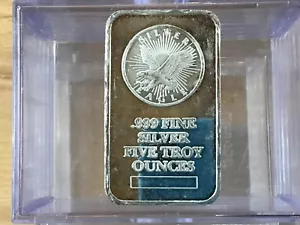 SILVER
EAGLE
.999 FINE
SILVER
FIVE TROY
OUNCES